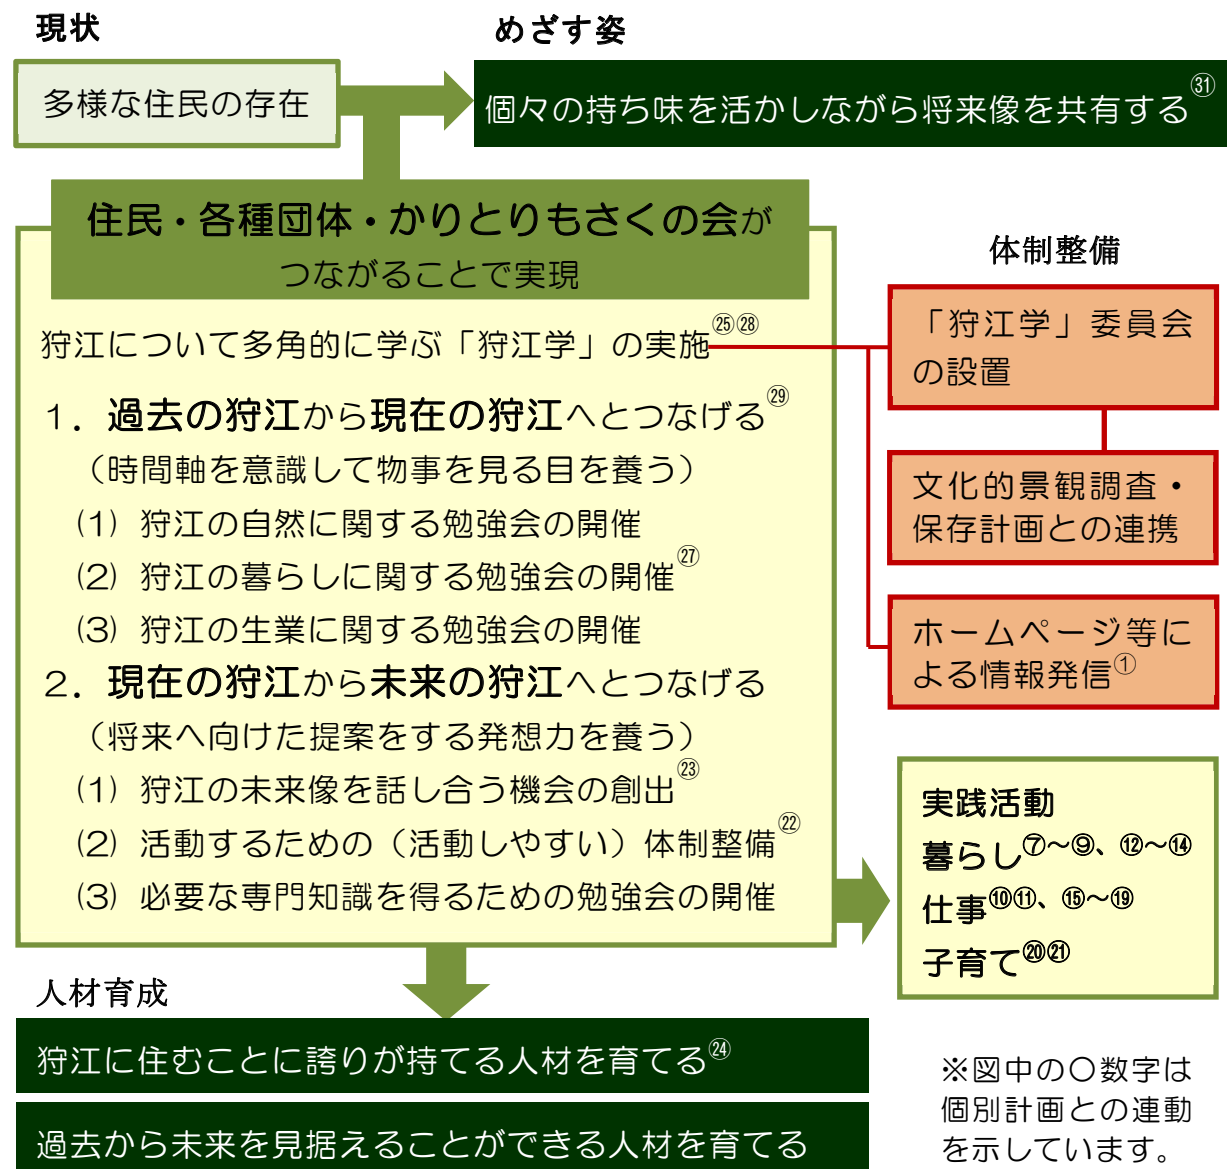 現状
めざす姿
多様な住民の存在
個々の持ち味を活かしながら将来像を共有する㉛
住民・各種団体・かりとりもさくの会が
つながることで実現
狩江について多角的に学ぶ「狩江学」の実施㉕㉘
1．過去の狩江から現在の狩江へとつなげる㉙
（時間軸を意識して物事を見る目を養う）
(1) 狩江の自然に関する勉強会の開催
(2) 狩江の暮らしに関する勉強会の開催㉗
(3) 狩江の生業に関する勉強会の開催
2．現在の狩江から未来の狩江へとつなげる
（将来へ向けた提案をする発想力を養う）
(1) 狩江の未来像を話し合う機会の創出㉓
(2) 活動するための（活動しやすい）体制整備㉒
(3) 必要な専門知識を得るための勉強会の開催
体制整備
「狩江学」委員会
の設置
文化的景観調査・
保存計画との連携
ホームページ等に
よる情報発信①
実践活動
暮らし⑦～⑨、⑫～⑭
仕事⑩⑪、⑮～⑲
子育て⑳㉑
人材育成
狩江に住むことに誇りが持てる人材を育てる㉔
過去から未来を見据えることができる人材を育てる
※図中の〇数字は
個別計画との連動
を示しています。